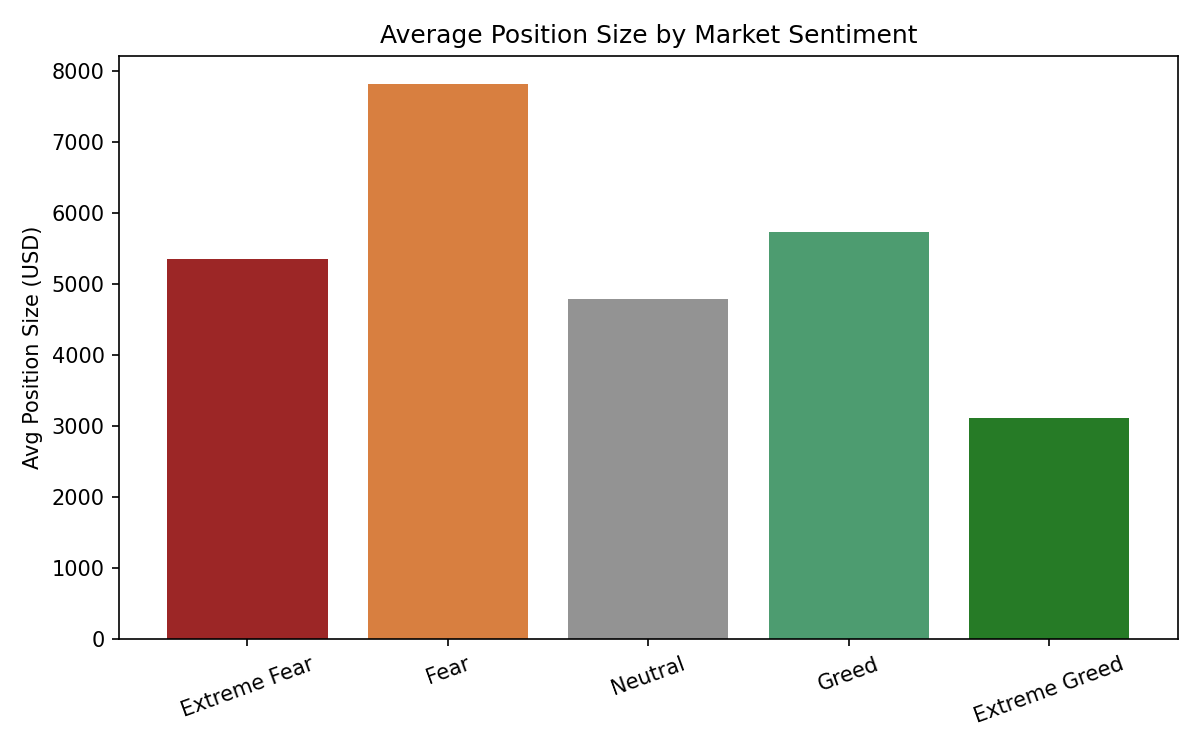 Average Position Size by Market Sentiment
Avg Position Size (USD)
8000
7000
6000
5000
4000
3000
2000
1000
0
Extreme Fear
Fear
Neutral
Greed
Extreme Greed